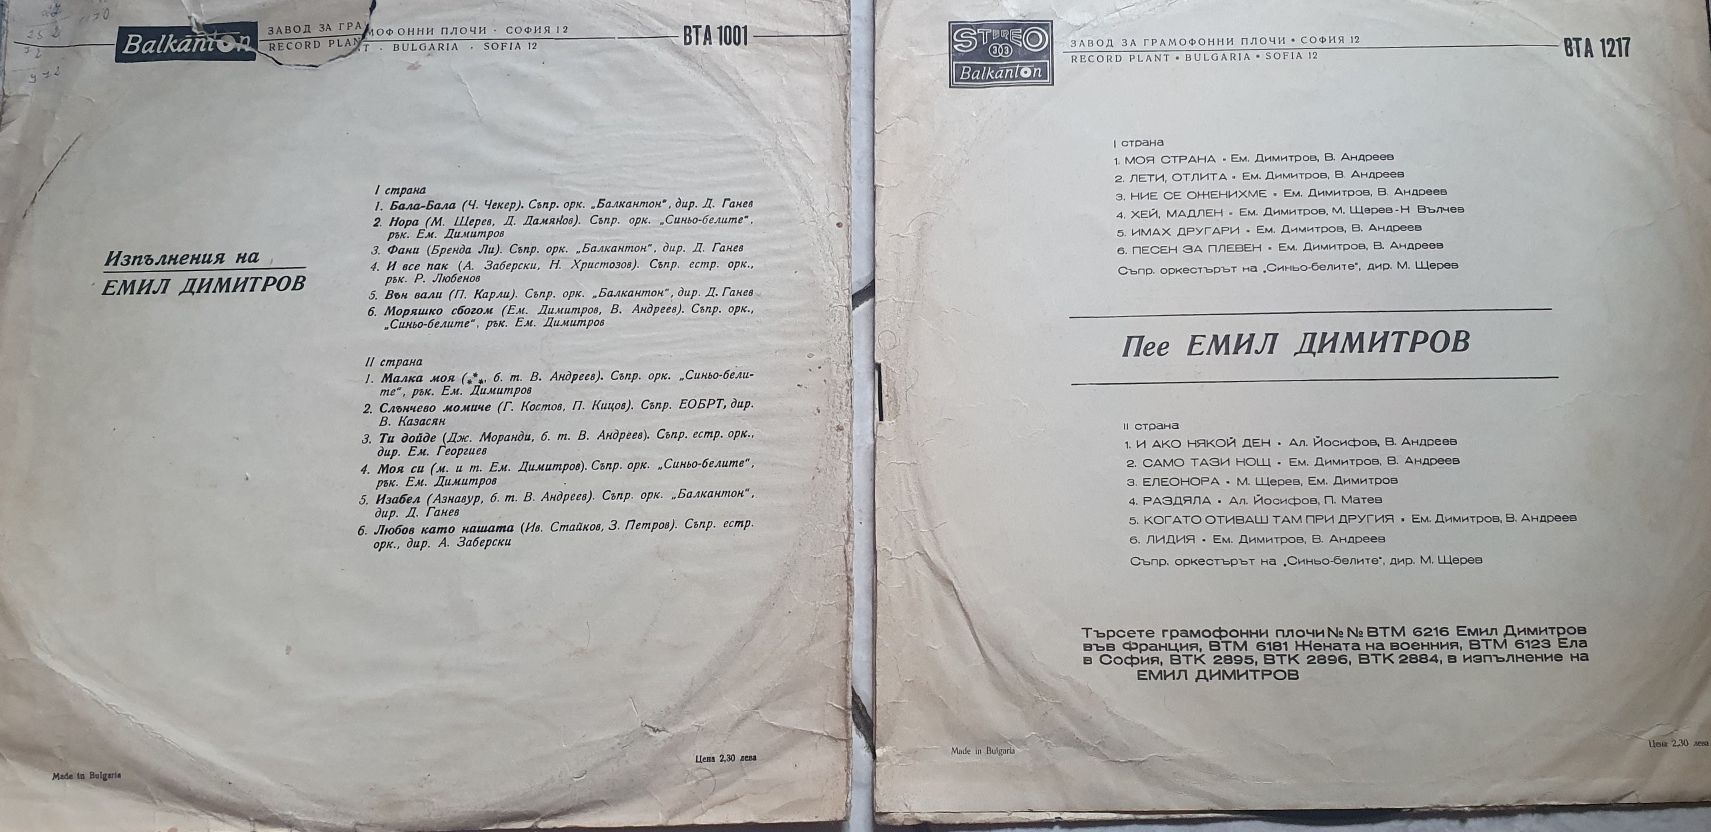 Balkanton
ЗАВОД ЗА ГРАМОФОННИ ПЛОЧИ · СОФИЯ 12
RECORD PLANT · BULGARIA · SOFIA 12
ВТА 1001
Изпълнения на
ЕМИЛ ДИМИТРОВ
I страна
1. Бала-Бала (Ч. Чекер). Съпр. орк. „Балкантон“, дир. Д. Ганев
2. Нора (М. Щерев, Д. Дамянов). Съпр. орк. „Синьо-белите“,
рък. Ем. Димитров
3. Фани (Бренда Ли). Съпр. орк. „Балкантон“, дир. Д. Ганев
4. И все пак (А. Заберски, Н. Христозов). Съпр. естр. орк.,
рък. Р. Любенов
5. Вън вали (П. Карли). Съпр. орк. „Балкантон“, дир. Д. Ганев
6. Моряшко сбогом (Ем. Димитров, В. Андреев). Съпр. орк.,
„Синьо-белите“, рък. Ем. Димитров
II страна
1. Малка моя (***, б. т. В. Андреев). Съпр. орк. „Синьо-бели-
те“, рък. Ем. Димитров
2. Слънчево момиче (Г. Костов, П. Кицов). Съпр. ЕОБРТ, дир.
В. Казасян
3. Ти дойде (Дж. Моранди, б. т. В. Андреев). Съпр. естр. орк.,
дир. Ем. Георгиев
4. Моя си (м. и т. Ем. Димитров). Съпр. орк. „Синьо-белите“,
рък. Ем. Димитров
5. Изабел (Азнавур, б. т. В. Андреев). Съпр. орк. „Балкантон“,
дир. Д. Ганев
6. Любов като нашата (Ив. Стайков, З. Петров). Съпр. естр.
орк., дир. А. Заберски
Made in Bulgaria
Цена 2,30 лева
STEREO
33
Balkanton
ЗАВОД ЗА ГРАМОФОННИ ПЛОЧИ • СОФИЯ 12
RECORD PLANT • BULGARIA • SOFIA 12
ВТА 1217
I страна
1. МОЯ СТРАНА • Ем. Димитров, В. Андреев
2. ЛЕТИ, ОТЛИТА • Ем. Димитров, В. Андреев
3. НИЕ СЕ ОЖЕНИХМЕ • Ем. Димитров, В. Андреев
4. ХЕЙ, МАДЛЕН • Ем. Димитров, М. Щерев-Н Вълчев
5. ИМАХ ДРУГАРИ • Ем. Димитров, В. Андреев
6. ПЕСЕН ЗА ПЛЕВЕН • Ем. Димитров, В. Андреев
Съпр. оркестърът на „Синьо-белите“, дир. М. Щерев
Пее ЕМИЛ ДИМИТРОВ
II страна
1. И АКО НЯКОЙ ДЕН • Ал. Йосифов, В. Андреев
2. САМО ТАЗИ НОЩ • Ем. Димитров, В. Андреев
3. ЕЛЕОНОРА • М. Щерев, Ем. Димитров
4. РАЗДЯЛА • Ал. Йосифов, П. Матев
5. КОГАТО ОТИВАШ ТАМ ПРИ ДРУГИЯ • Ем. Димитров, В. Андреев
6. ЛИДИЯ • Ем. Димитров, В. Андреев
Съпр. оркестърът на „Синьо-белите“, дир. М. Щерев
Търсете грамофонни плочи №№ ВТМ 6216 Емил Димитров
във Франция, ВТМ 6181 Жената на военния, ВТМ 6123 Ела
в София, ВТК 2895, ВТК 2896, ВТК 2884, в изпълнение на
ЕМИЛ ДИМИТРОВ
Made in Bulgaria
Цена 2,30 лева